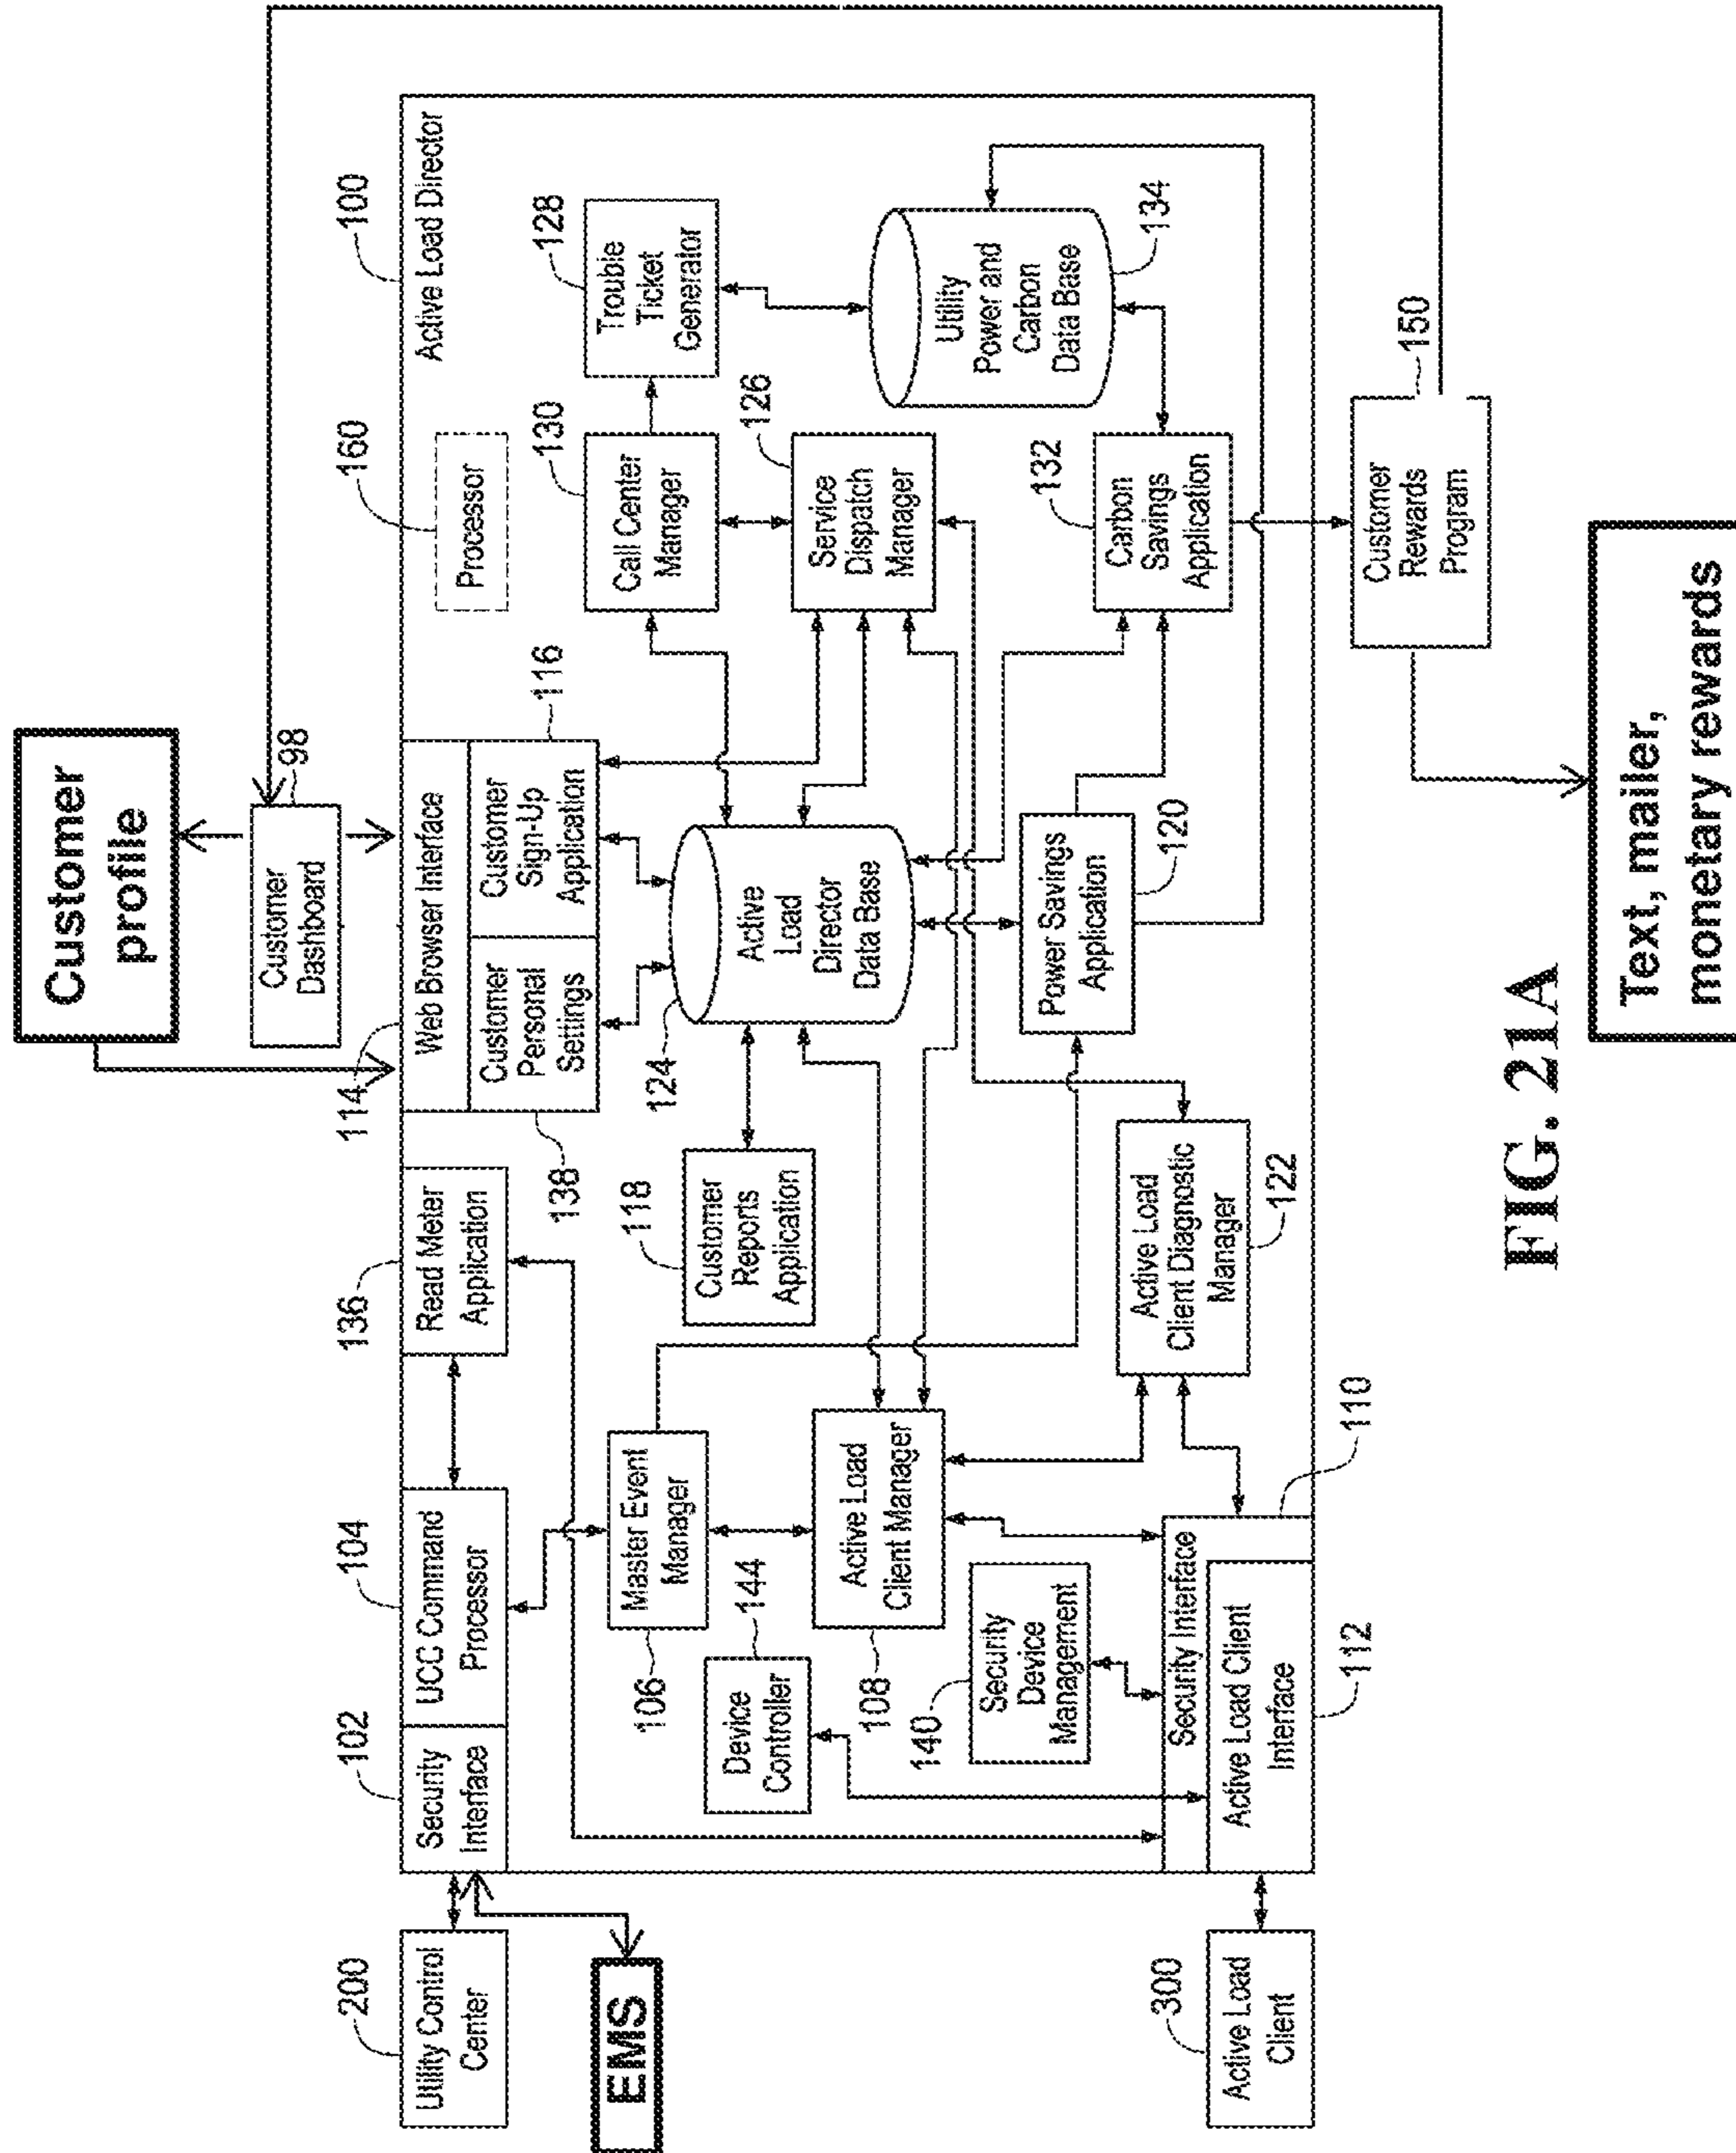 Customer
profile
Customer
Dashboard
98
200
Utility Control
Center
EMS
300
Active Load
Client
100
Active Load Director
102
Security
Interface
104
UCC Command
Processor
136
Read Meter
Application
114
Web Browser Interface
Customer
Personal
Settings
138
Customer
Sign-Up
Application
116
160
Processor
Master Event
Manager
106
144
Device
Controller
118
Customer
Reports
Application
124
Active
Load
Director
Data Base
130
Call Center
Manager
128
Trouble
Ticket
Generator
Active Load
Client Manager
108
126
Service
Dispatch
Manager
Utility
Power and
Carbon
Data Base
134
140
Security
Device
Management
Power Savings
Application
120
132
Carbon
Savings
Application
Security Interface
110
Active Load Client
Interface
112
Active Load
Client Diagnostic
Manager
122
Customer
Rewards
Program
150
Text, mailer,
monetary rewards
FIG. 21A